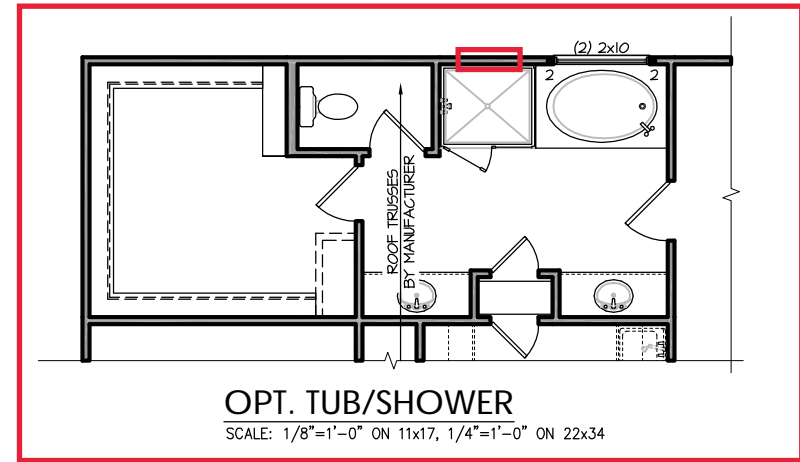 (2) 2x10
2 2
ROOF TRUSSES
BY MANUFACTURER
OPT. TUB/SHOWER
SCALE: 1/8"=1'-0" ON 11x17, 1/4"=1'-0" ON 22x34